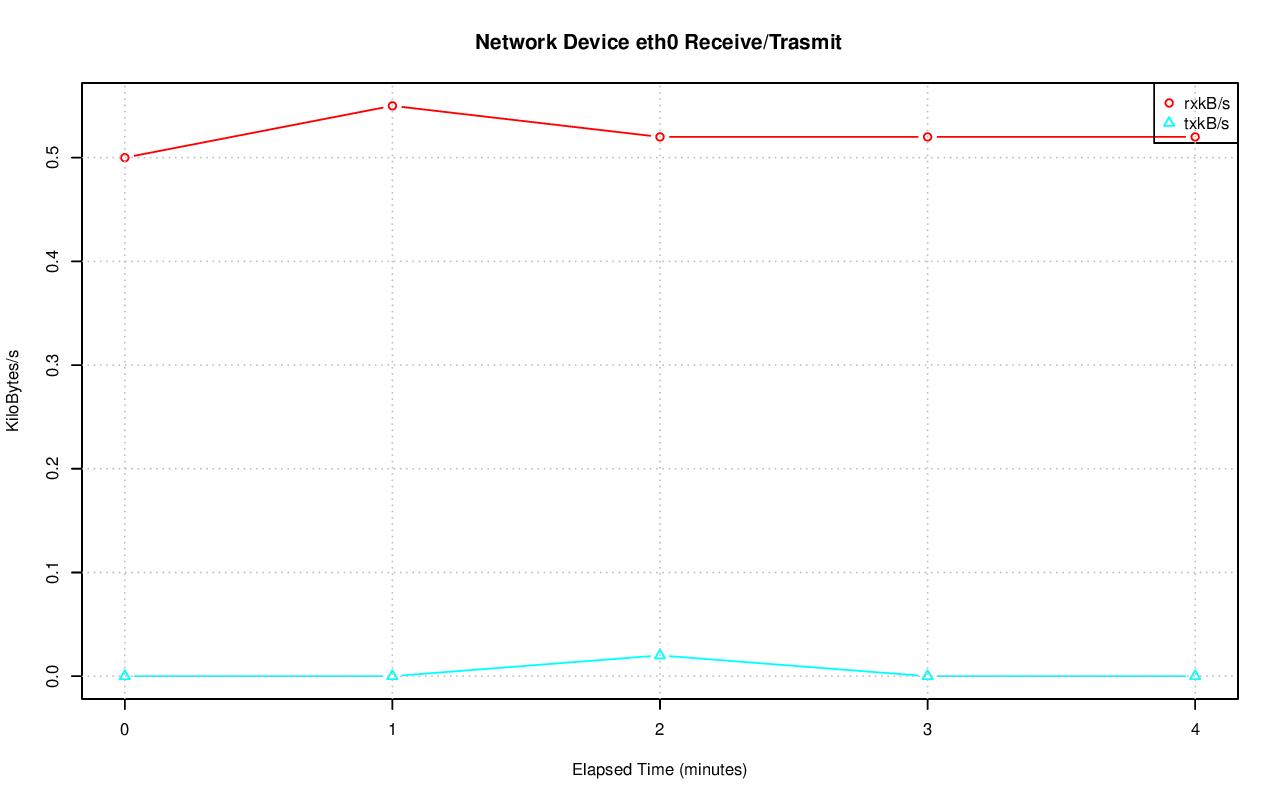 Network Device eth0 Receive/Trasmit
rxkB/s
txkB/s
KiloBytes/s
0.5
0.4
0.3
0.2
0.1
0.0
0 1 2 3 4
Elapsed Time (minutes)